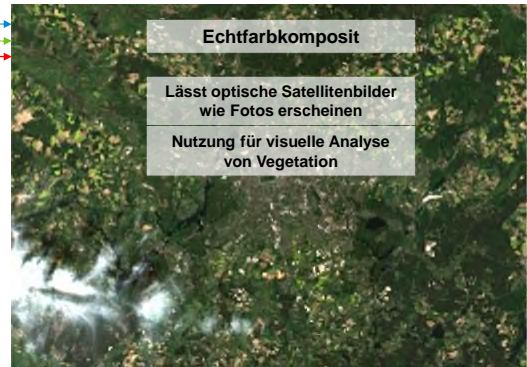 Echtfarbkomposit
Lässt optische Satellitenbilder
wie Fotos erscheinen
Nutzung für visuelle Analyse
von Vegetation